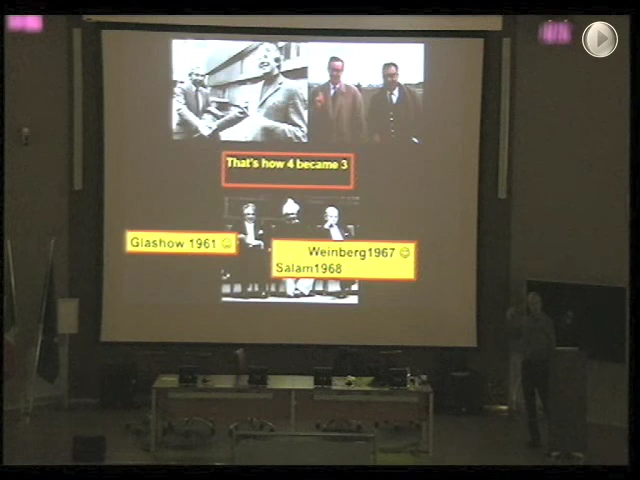 That's how 4 became 3
Glashow 1961 ☺
Weinberg1967 ☺
Salam1968